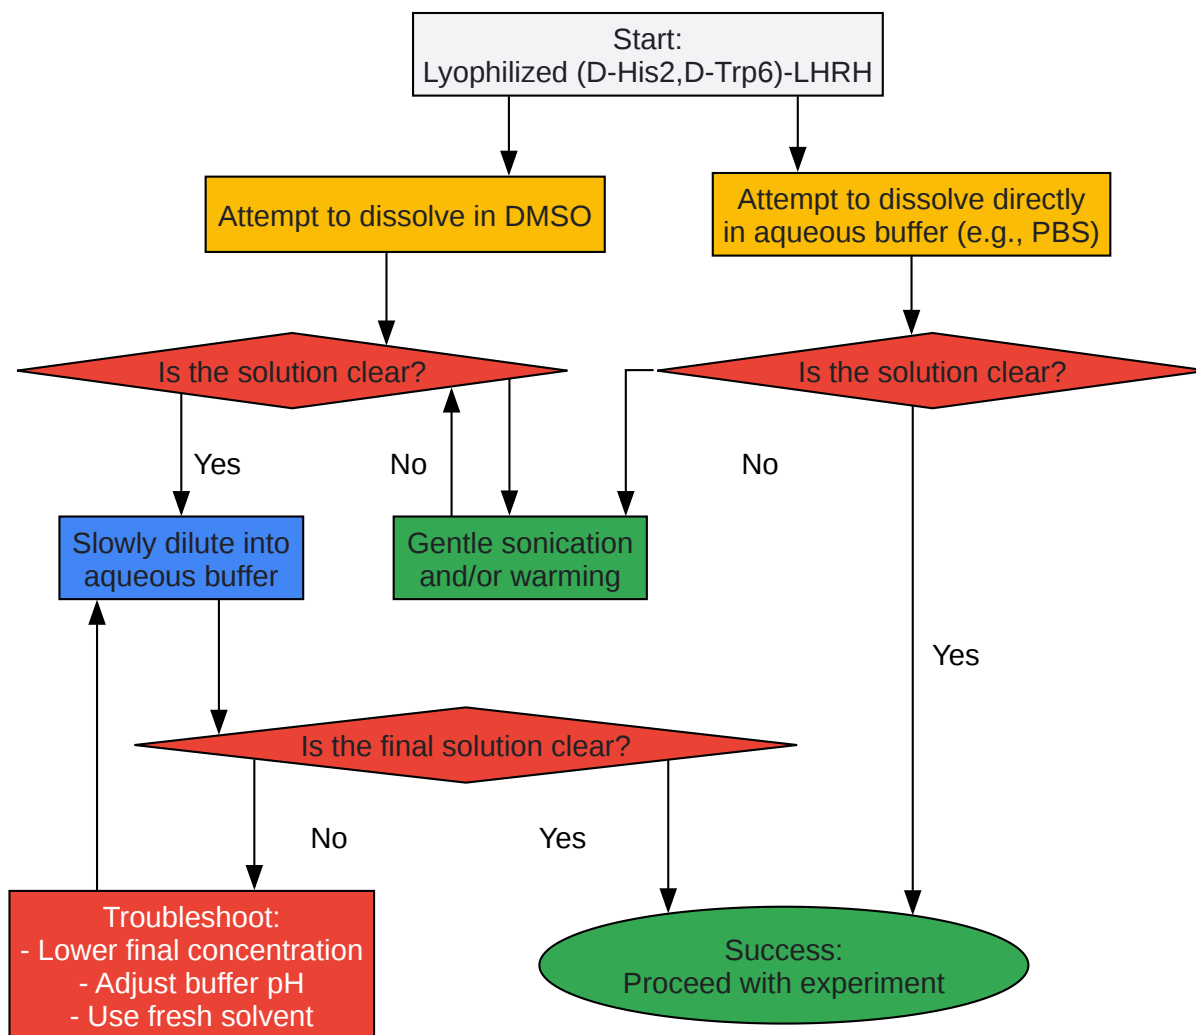 Start:
Lyophilized (D-His2,D-Trp6)-LHRH
Attempt to dissolve in DMSO
Attempt to dissolve directly
in aqueous buffer (e.g., PBS)
Is the solution clear?
Is the solution clear?
Yes
No
No
Slowly dilute into
aqueous buffer
Gentle sonication
and/or warming
Yes
Is the final solution clear?
No
Yes
Troubleshoot:
- Lower final concentration
- Adjust buffer pH
- Use fresh solvent
Success:
Proceed with experiment